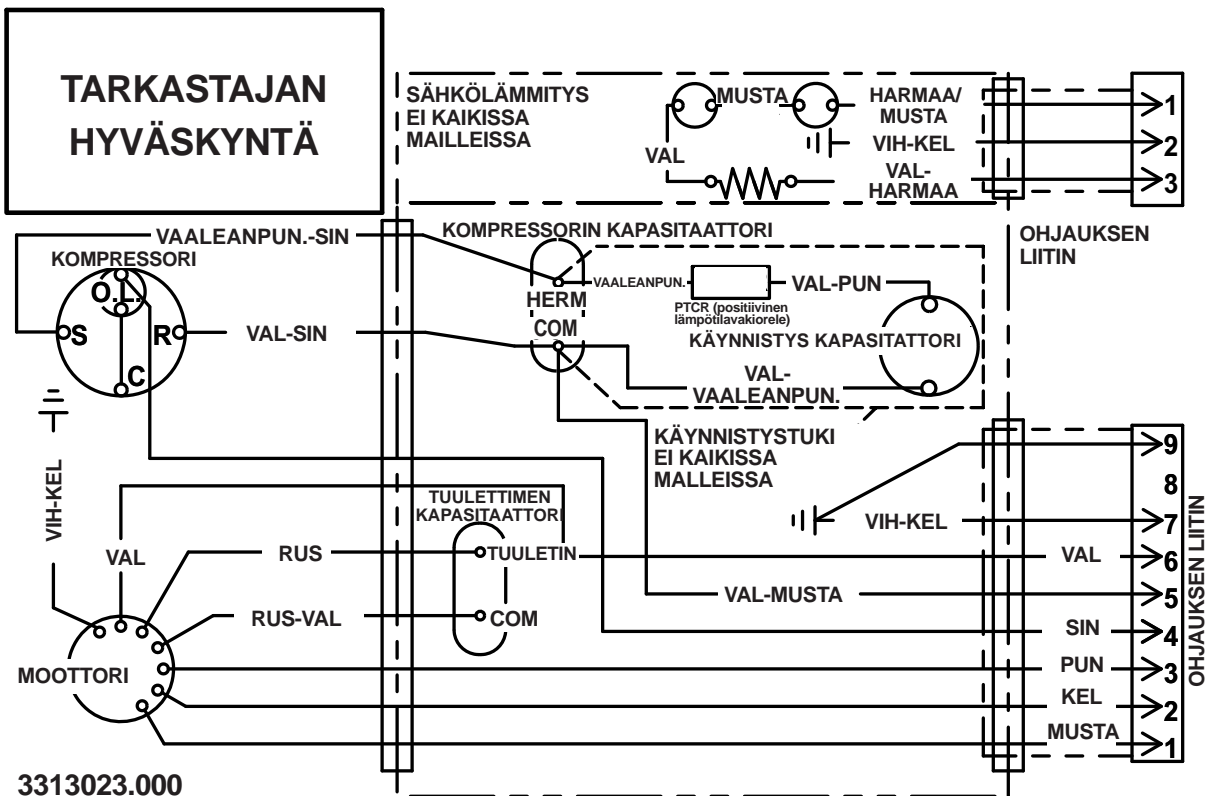 TARKASTAJAN
HYVÄSKYNTÄ
SÄHKÖLÄMMITYS
EI KAIKISSA
MAILLEISSA
MUSTA
HARMAA/
MUSTA
VAL
VIH-KEL
VAL-
HARMAA
1
2
3
OHJAUKSEN
LIITIN
VAALEANPUN.-SIN
KOMPRESSORI
O.L.
S
R
C
VAL-SIN
KOMPRESSORIN KAPASITAATTORI
HERM
COM
VAALEANPUN.
PTCR (positiivinen
lämpötilavakiorele)
VAL-PUN
KÄYNNISTYS KAPASITATTORI
VAL-
VAALEANPUN.
KÄYNNISTYSTUKI
EI KAIKISSA
MALLEISSA
VIH-KEL
VAL
TUULETTIMEN
KAPASITAATTORI
RUS
TUULETIN
RUS-VAL
COM
MOOTTORI
VIH-KEL
VAL
VAL-MUSTA
SIN
PUN
KEL
MUSTA
9
8
7
6
5
4
3
2
1
OHJAUKSEN LIITIN
3313023.000